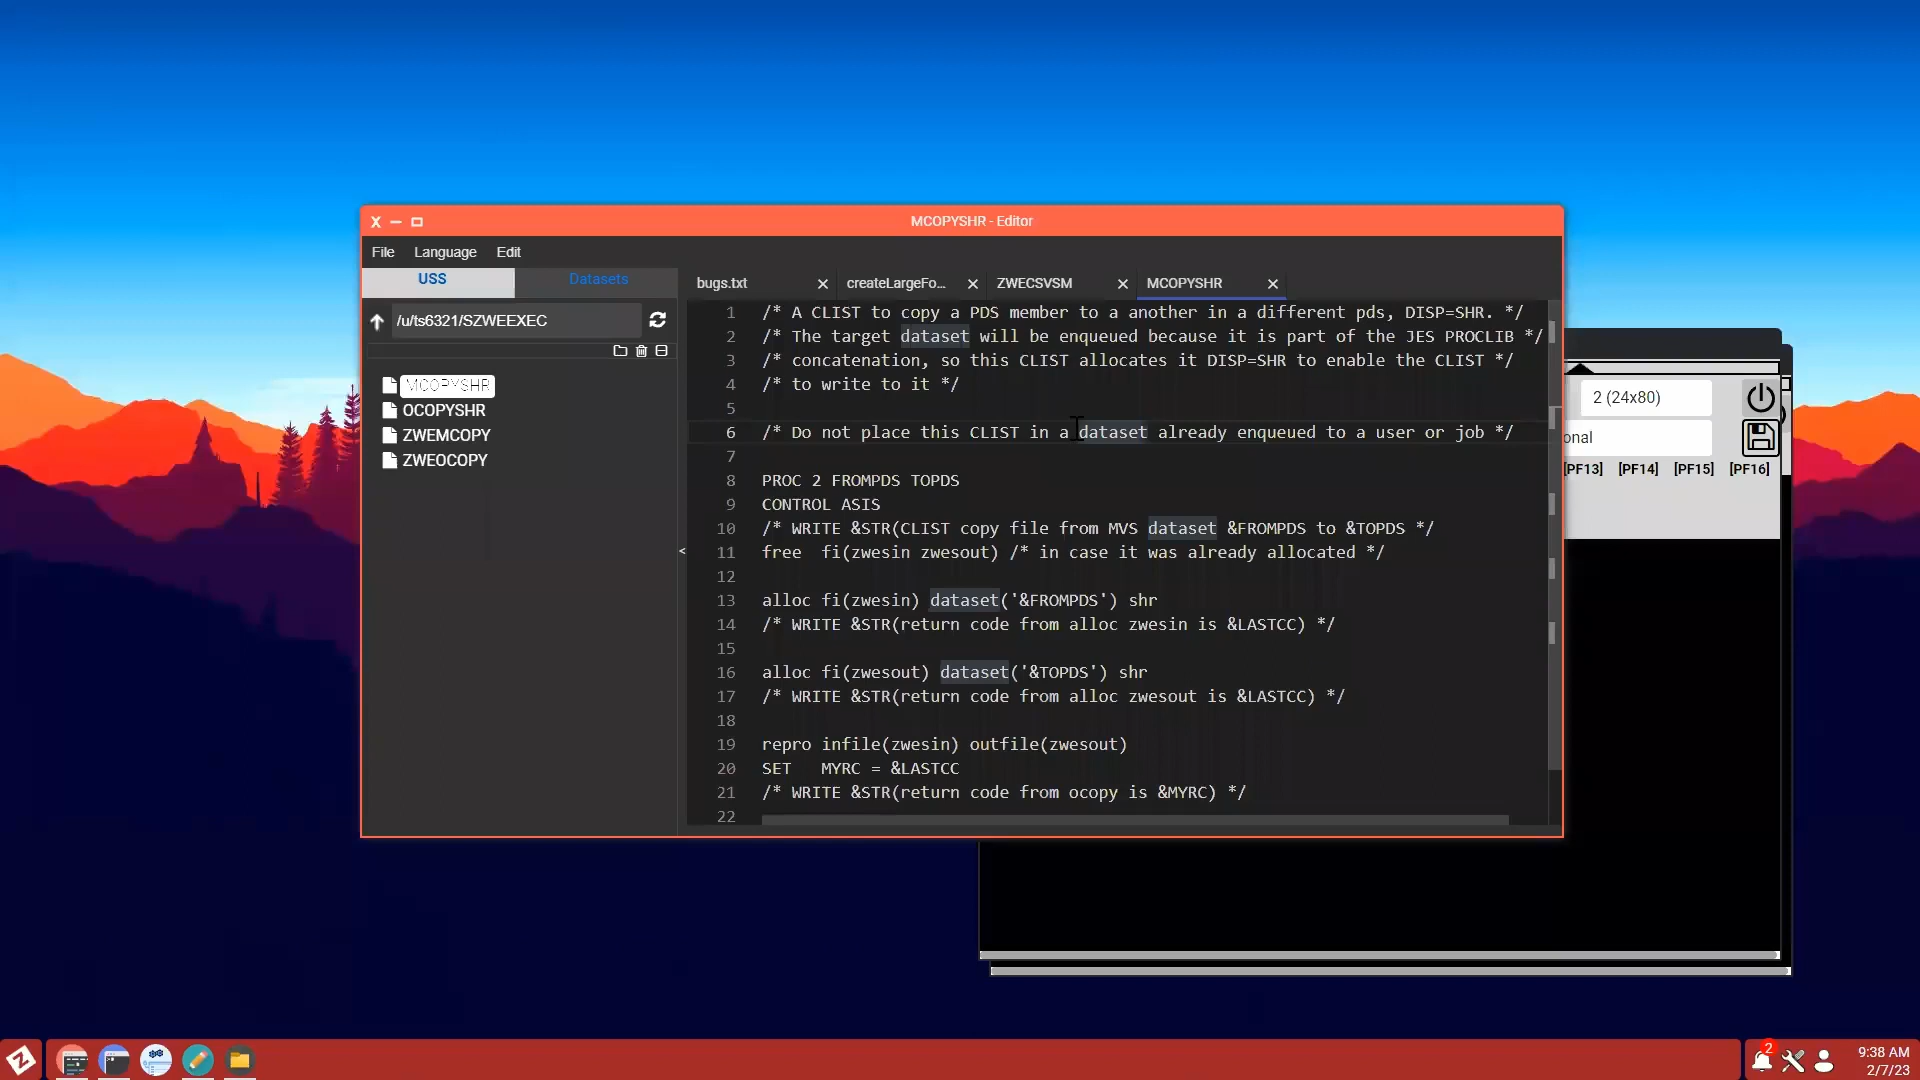 MCOPYSHR - Editor
File Language Edit
USS Datasets
/u/ts6321/SZWEEXEC
MCOPYSHR
OCOPYSHR
ZWEMCOPY
ZWEOCOPY
bugs.txt createLargeFo... ZWECSVSM MCOPYSHR
1 /* A CLIST to copy a PDS member to a another in a different pds, DISP=SHR. */
2 /* The target dataset will be enqueued because it is part of the JES PROCLIB */
3 /* concatenation, so this CLIST allocates it DISP=SHR to enable the CLIST */
4 /* to write to it */
5
6 /* Do not place this CLIST in a dataset already enqueued to a user or job */
7
8 PROC 2 FROMPDS TOPDS
9 CONTROL ASIS
10 /* WRITE &STR(CLIST copy file from MVS dataset &FROMPDS to &TOPDS */
11 free  fi(zwesin zwesout) /* in case it was already allocated */
12
13 alloc fi(zwesin) dataset('&FROMPDS') shr
14 /* WRITE &STR(return code from alloc zwesin is &LASTCC) */
15
16 alloc fi(zwesout) dataset('&TOPDS') shr
17 /* WRITE &STR(return code from alloc zwesout is &LASTCC) */
18
19 repro infile(zwesin) outfile(zwesout)
20 SET   MYRC = &LASTCC
21 /* WRITE &STR(return code from ocopy is &MYRC) */
22
2 (24x80)
onal
[PF13] [PF14] [PF15] [PF16]
2
9:38 AM
2/7/23